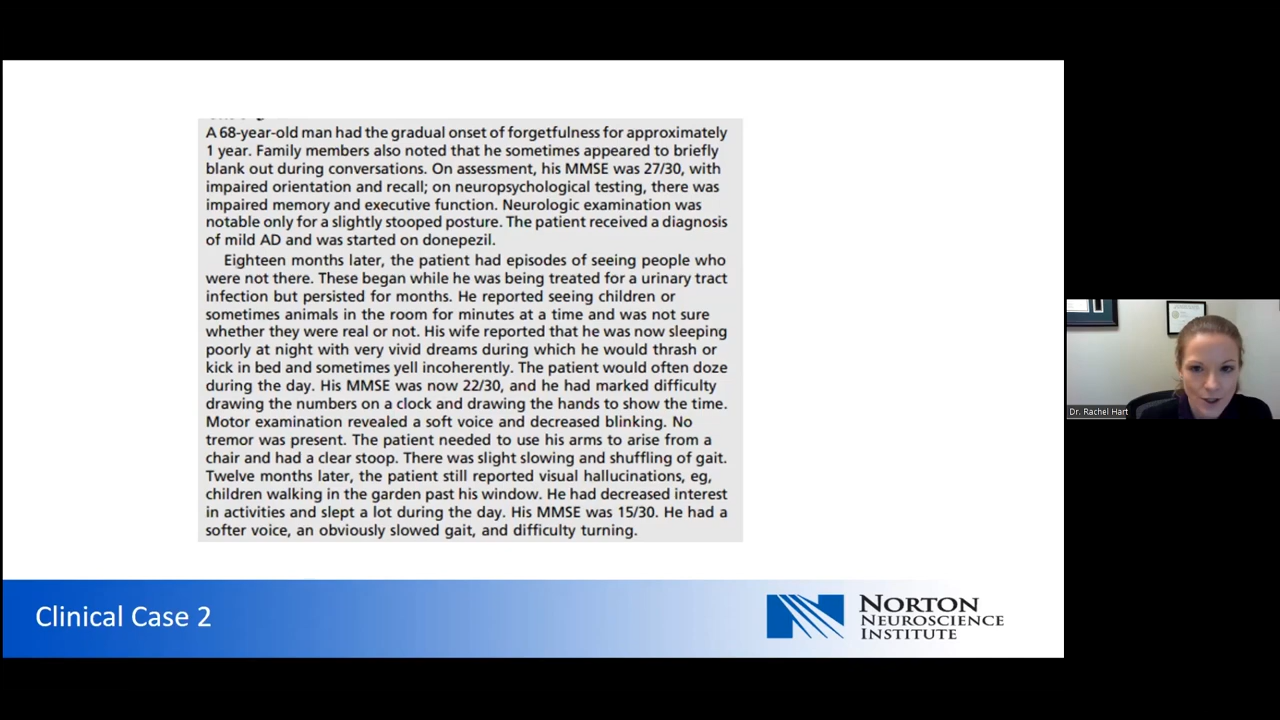 A 68-year-old man had the gradual onset of forgetfulness for approximately
1 year. Family members also noted that he sometimes appeared to briefly
blank out during conversations. On assessment, his MMSE was 27/30, with
impaired orientation and recall; on neuropsychological testing, there was
impaired memory and executive function. Neurologic examination was
notable only for a slightly stooped posture. The patient received a diagnosis
of mild AD and was started on donepezil.
Eighteen months later, the patient had episodes of seeing people who
were not there. These began while he was being treated for a urinary tract
infection but persisted for months. He reported seeing children or
sometimes animals in the room for minutes at a time and was not sure
whether they were real or not. His wife reported that he was now sleeping
poorly at night with very vivid dreams during which he would thrash or
kick in bed and sometimes yell incoherently. The patient would often doze
during the day. His MMSE was now 22/30, and he had marked difficulty
drawing the numbers on a clock and drawing the hands to show the time.
Motor examination revealed a soft voice and decreased blinking. No
tremor was present. The patient needed to use his arms to arise from a
chair and had a clear stoop. There was slight slowing and shuffling of gait.
Twelve months later, the patient still reported visual hallucinations, eg,
children walking in the garden past his window. He had decreased interest
in activities and slept a lot during the day. His MMSE was 15/30. He had a
softer voice, an obviously slowed gait, and difficulty turning.
Clinical Case 2
NORTON
NEUROSCIENCE
INSTITUTE
Dr. Rachel Hart